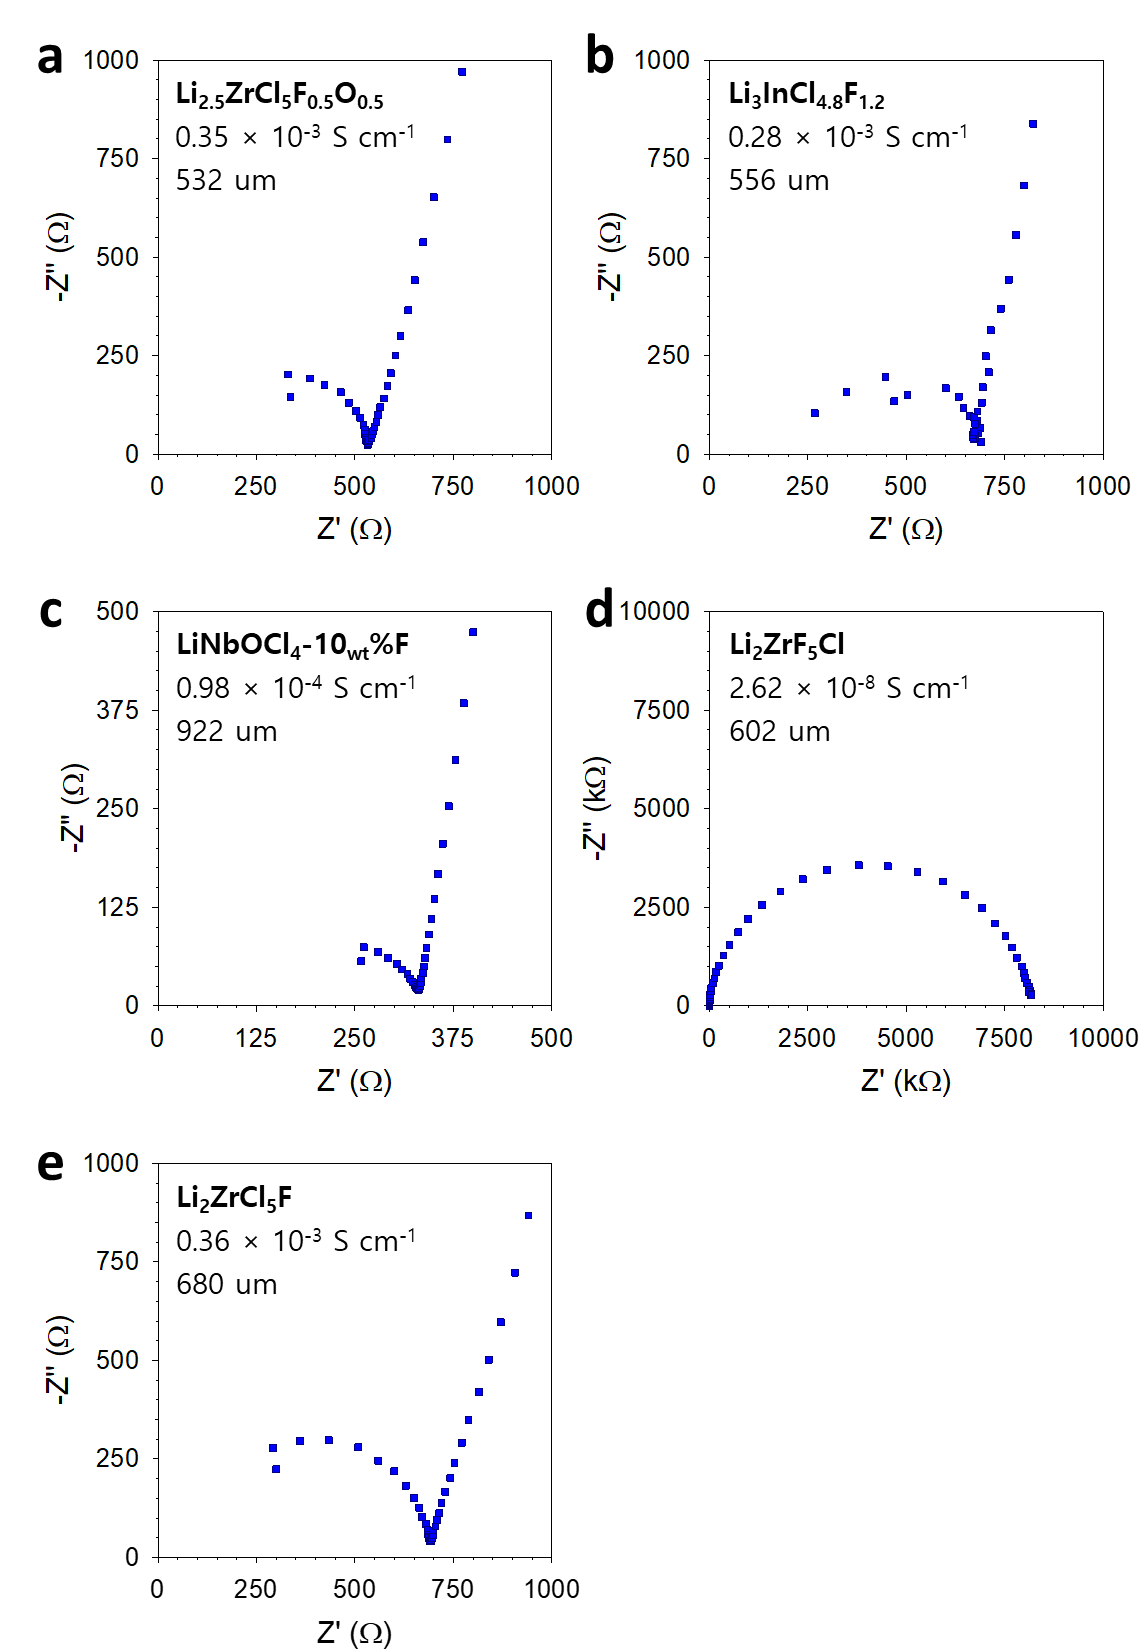 a
1000
750
500
250
0
-Z" (Ω)
Li2.5ZrCl5F0.5O0.5
0.35 × 10-3 S cm-1
532 um
0 250 500 750 1000
Z' (Ω)
b
1000
750
500
250
0
-Z" (Ω)
Li3InCl4.8F1.2
0.28 × 10-3 S cm-1
556 um
0 250 500 750 1000
Z' (Ω)
c
500
375
250
125
0
-Z" (Ω)
LiNbOCl4-10wt%F
0.98 × 10-4 S cm-1
922 um
0 125 250 375 500
Z' (Ω)
d
10000
7500
5000
2500
0
-Z" (kΩ)
Li2ZrF5Cl
2.62 × 10-8 S cm-1
602 um
0 2500 5000 7500 10000
Z' (kΩ)
e
1000
750
500
250
0
-Z" (Ω)
Li2ZrCl5F
0.36 × 10-3 S cm-1
680 um
0 250 500 750 1000
Z' (Ω)